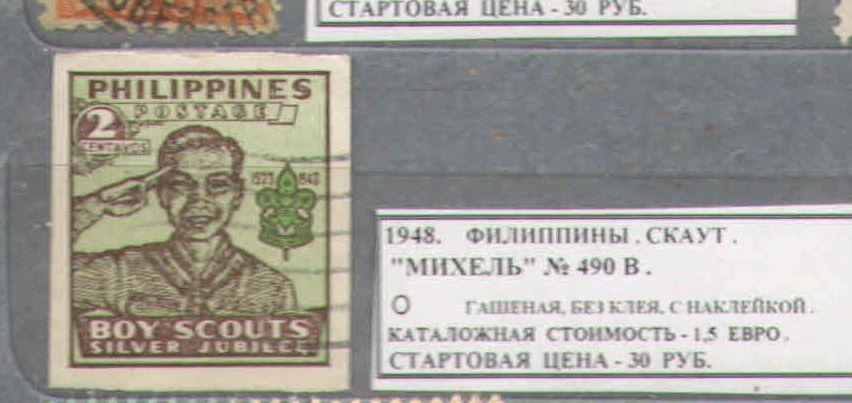 СТАРТОВАЯ ЦЕНА - 30 РУБ.
PHILIPPINES
POSTAGE
2
CENTAVOS
1923 1948
BOY SCOUTS
SILVER JUBILEE
1948. ФИЛИППИНЫ. СКАУТ.
"МИХЕЛЬ" № 490 В.
О ГАШЕНАЯ, БЕЗ КЛЕЯ, С НАКЛЕЙКОЙ.
КАТАЛОЖНАЯ СТОИМОСТЬ - 1,5 ЕВРО.
СТАРТОВАЯ ЦЕНА - 30 РУБ.